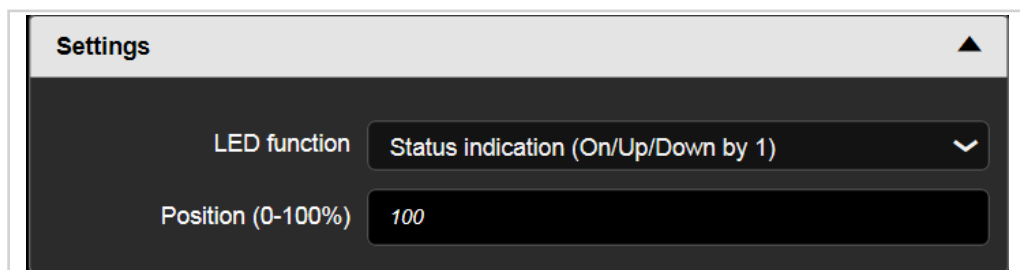 Settings
LED function Status indication (On/Up/Down by 1)
Position (0-100%) 100